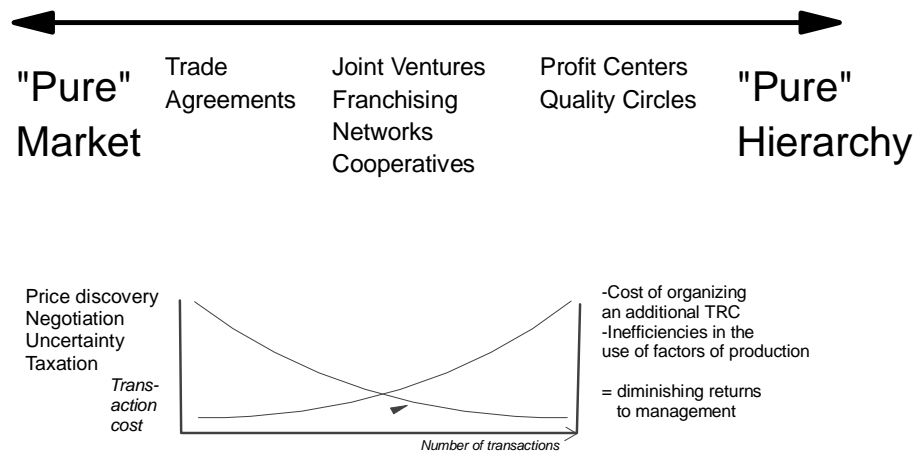 "Pure"
Market
Trade
Agreements
Joint Ventures
Franchising
Networks
Cooperatives
Profit Centers
Quality Circles
"Pure"
Hierarchy
Price discovery
Negotiation
Uncertainty
Taxation
Trans-
action
cost
Number of transactions
-Cost of organizing
an additional TRC
-Inefficiencies in the
use of factors of production
= diminishing returns
to management